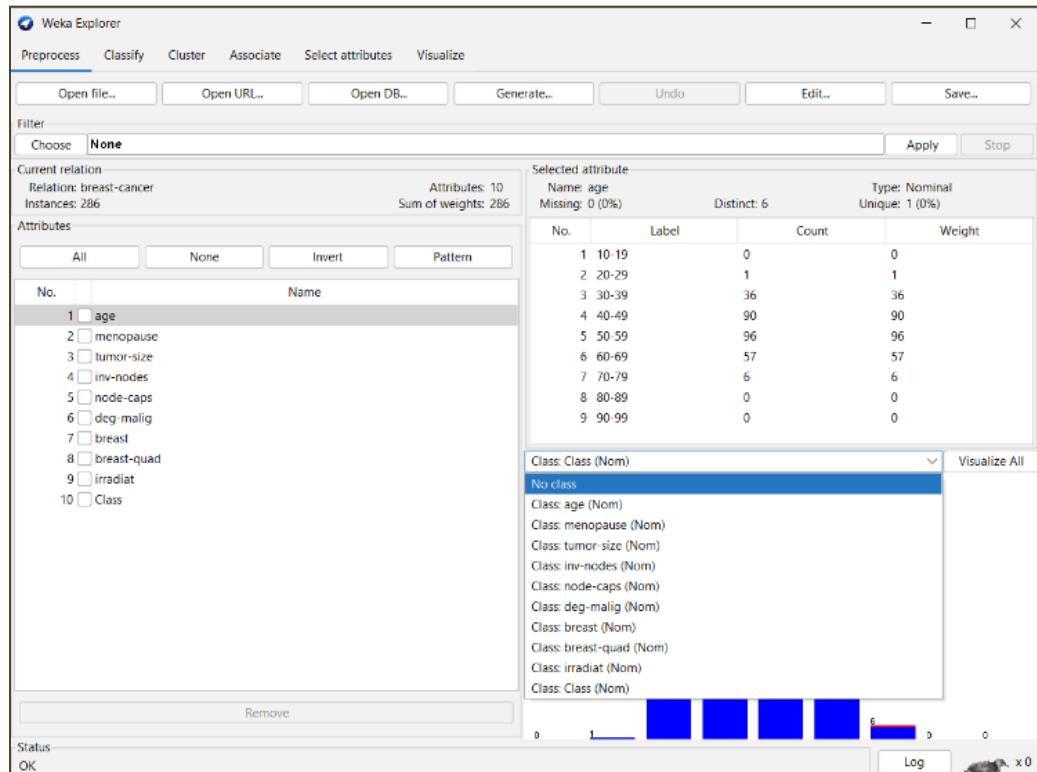 Weka Explorer
Preprocess Classify Cluster Associate Select attributes Visualize
Open file... Open URL... Open DB... Generate... Undo Edit... Save...
Filter
Choose None Apply Stop
Current relation
Relation: breast-cancer Attributes: 10
Instances: 286 Sum of weights: 286
Attributes
All None Invert Pattern
No. Name
1 age
2 menopause
3 tumor-size
4 inv-nodes
5 node-caps
6 deg-malig
7 breast
8 breast-quad
9 irradiat
10 Class
Remove
Selected attribute
Name: age Type: Nominal
Missing: 0 (0%) Distinct: 6 Unique: 1 (0%)
No. Label Count Weight
1 10-19 0 0
2 20-29 1 1
3 30-39 36 36
4 40-49 90 90
5 50-59 96 96
6 60-69 57 57
7 70-79 6 6
8 80-89 0 0
9 90-99 0 0
Class: Class (Nom) Visualize All
No class
Class: age (Nom)
Class: menopause (Nom)
Class: tumor-size (Nom)
Class: inv-nodes (Nom)
Class: node-caps (Nom)
Class: deg-malig (Nom)
Class: breast (Nom)
Class: breast-quad (Nom)
Class: irradiat (Nom)
Class: Class (Nom)
0 1 6 0 0
Status
OK Log x 0